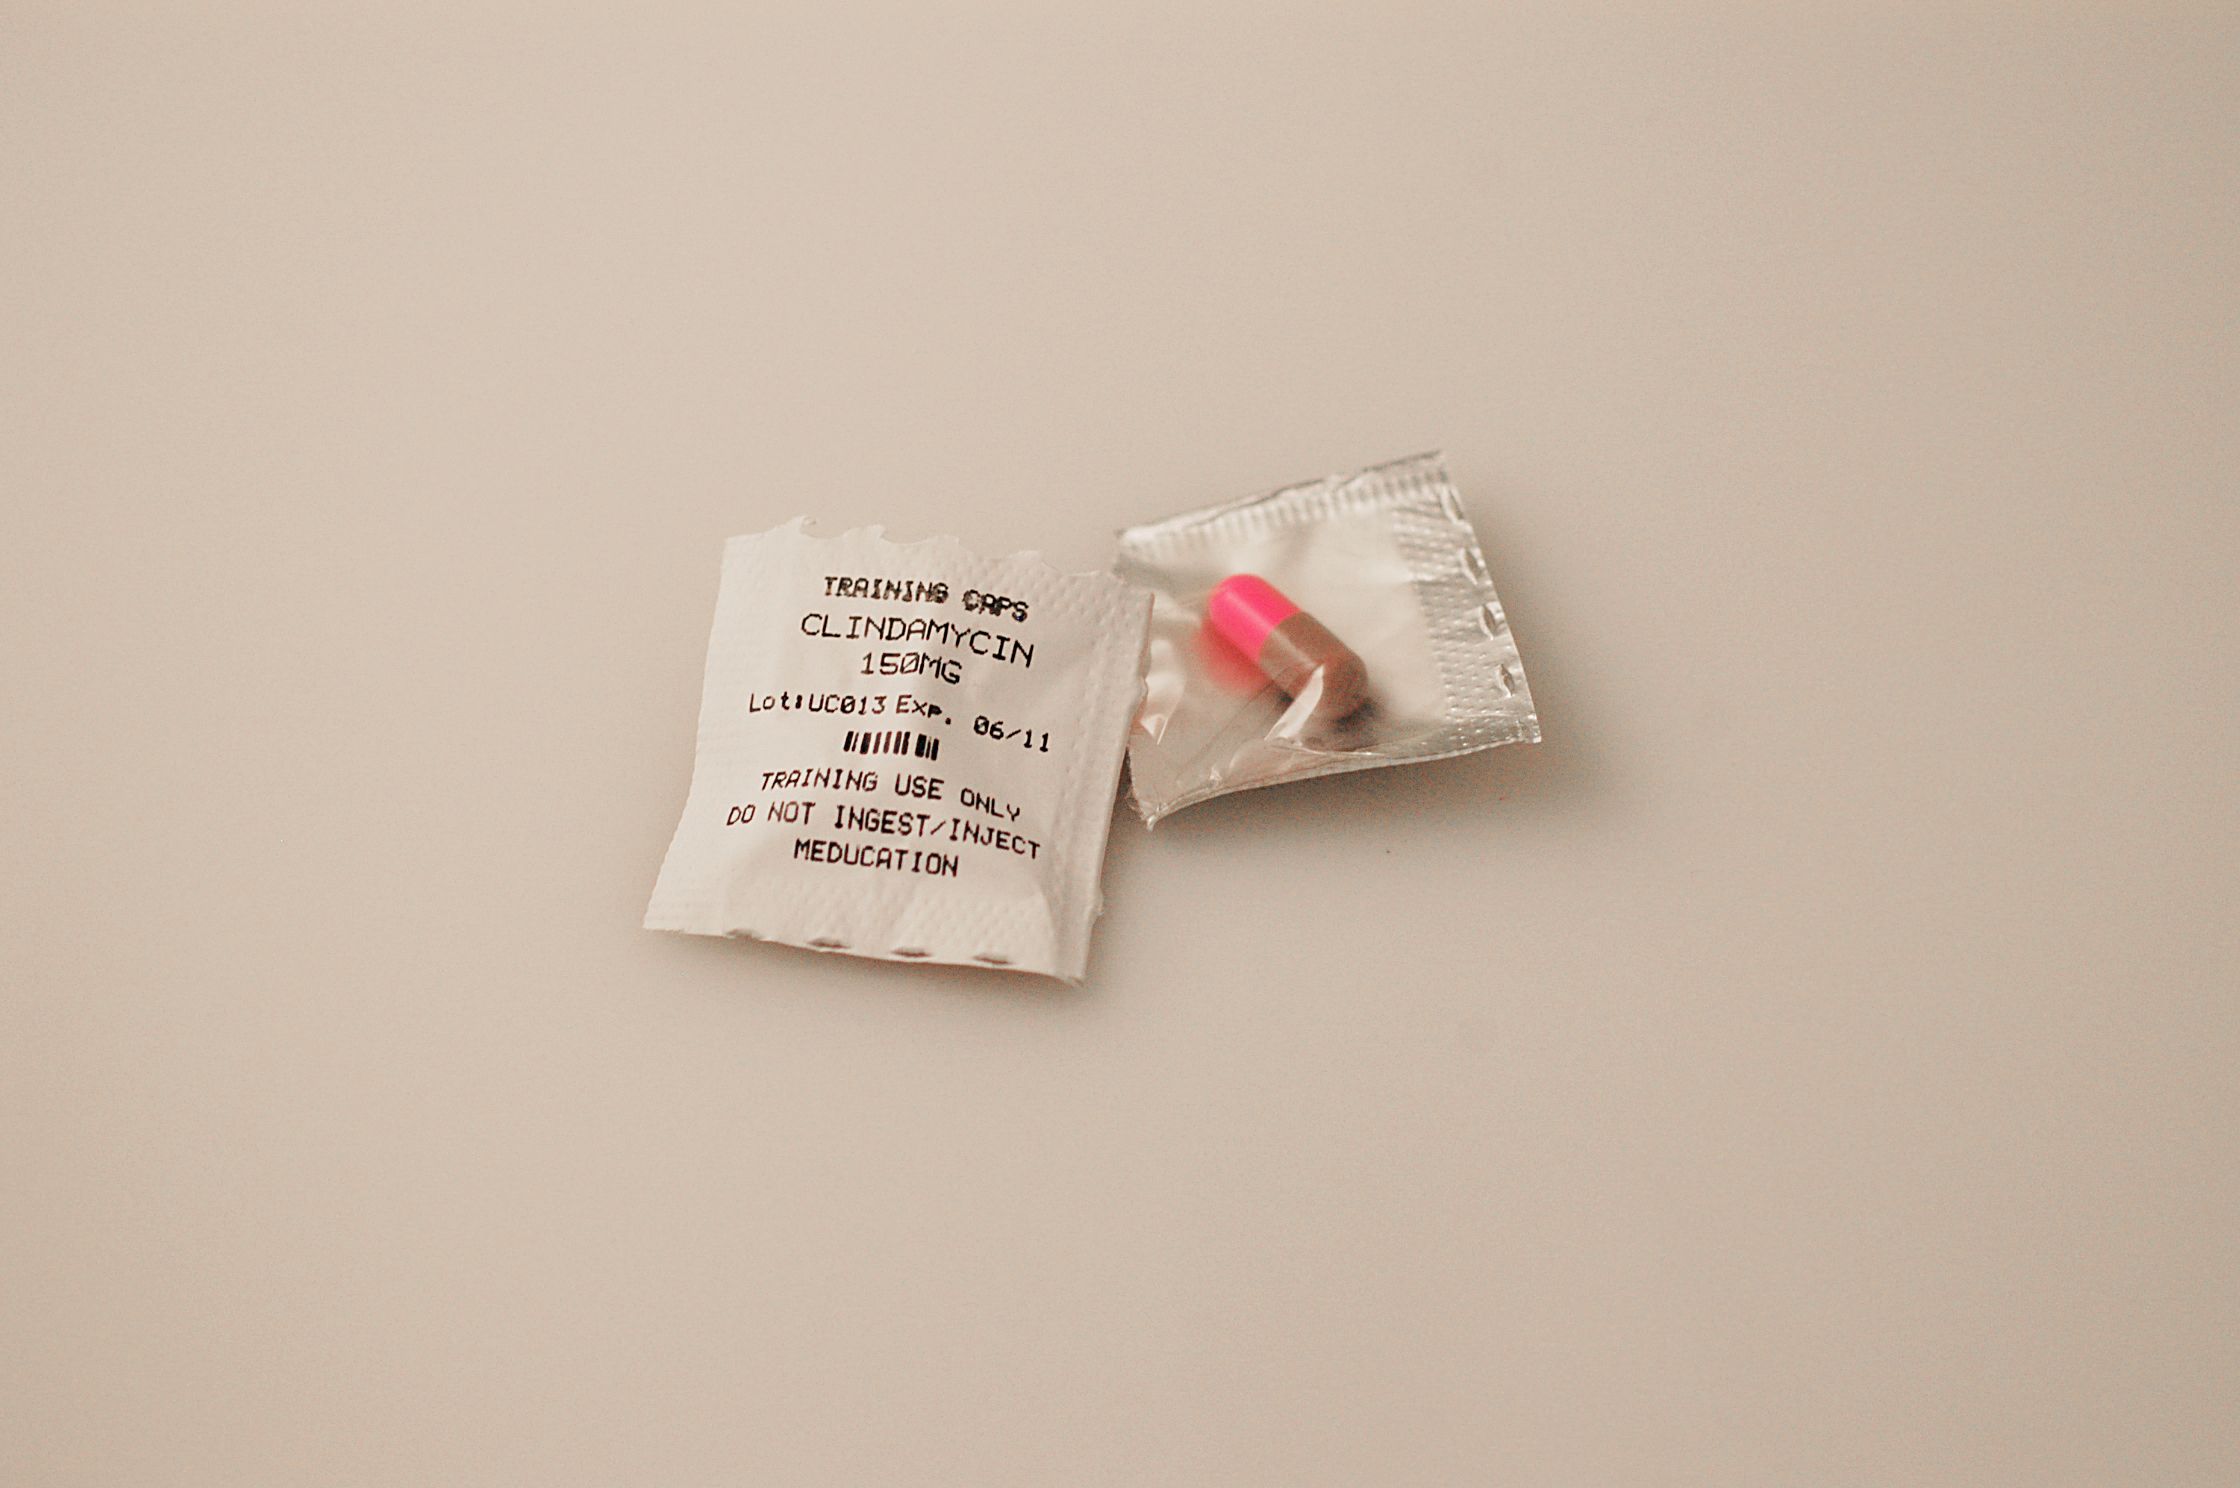 TRAINING CAPS
CLINDAMYCIN
150MG
Lot:UC013 Exp. 06/11
TRAINING USE ONLY
DO NOT INGEST/INJECT
MEDUCATION